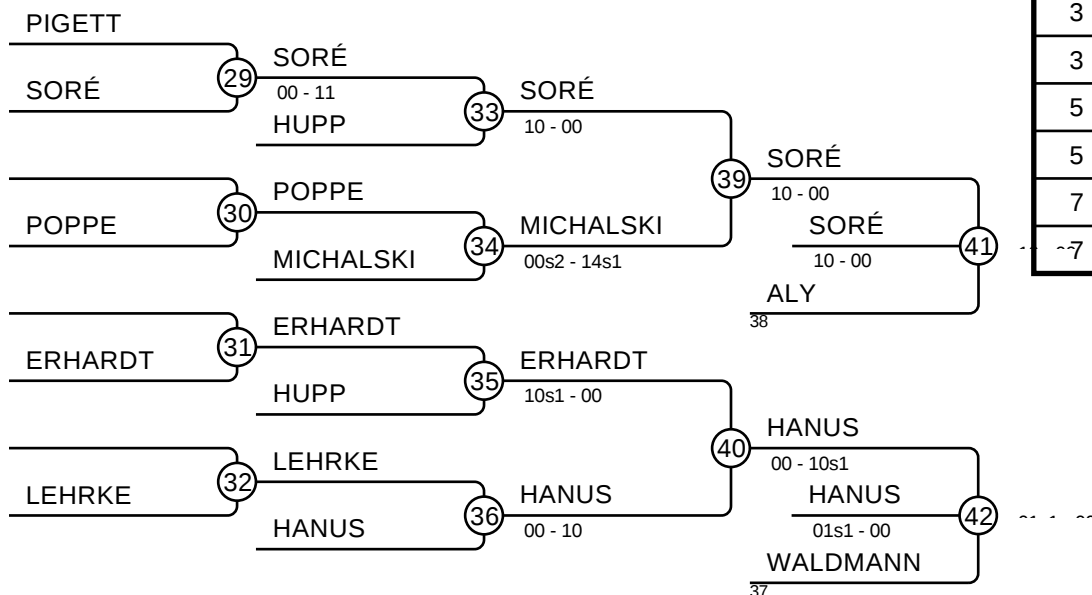 PIGETT
3
SORÉ
3
29
SORÉ
SORÉ
00 - 11
33
10 - 00
HUPP
5
5
39
SORÉ
10 - 00
POPPE
7
30
POPPE
SORÉ
MICHALSKI
34
41
7
10 - 00
00s2 - 14s1
MICHALSKI
ALY
38
ERHARDT
31
ERHARDT
ERHARDT
35
10s1 - 00
HUPP
HANUS
40
00 - 10s1
LEHRKE
32
LEHRKE
HANUS
HANUS
36
42
00 - 10
01s1 - 00
HANUS
WALDMANN
37